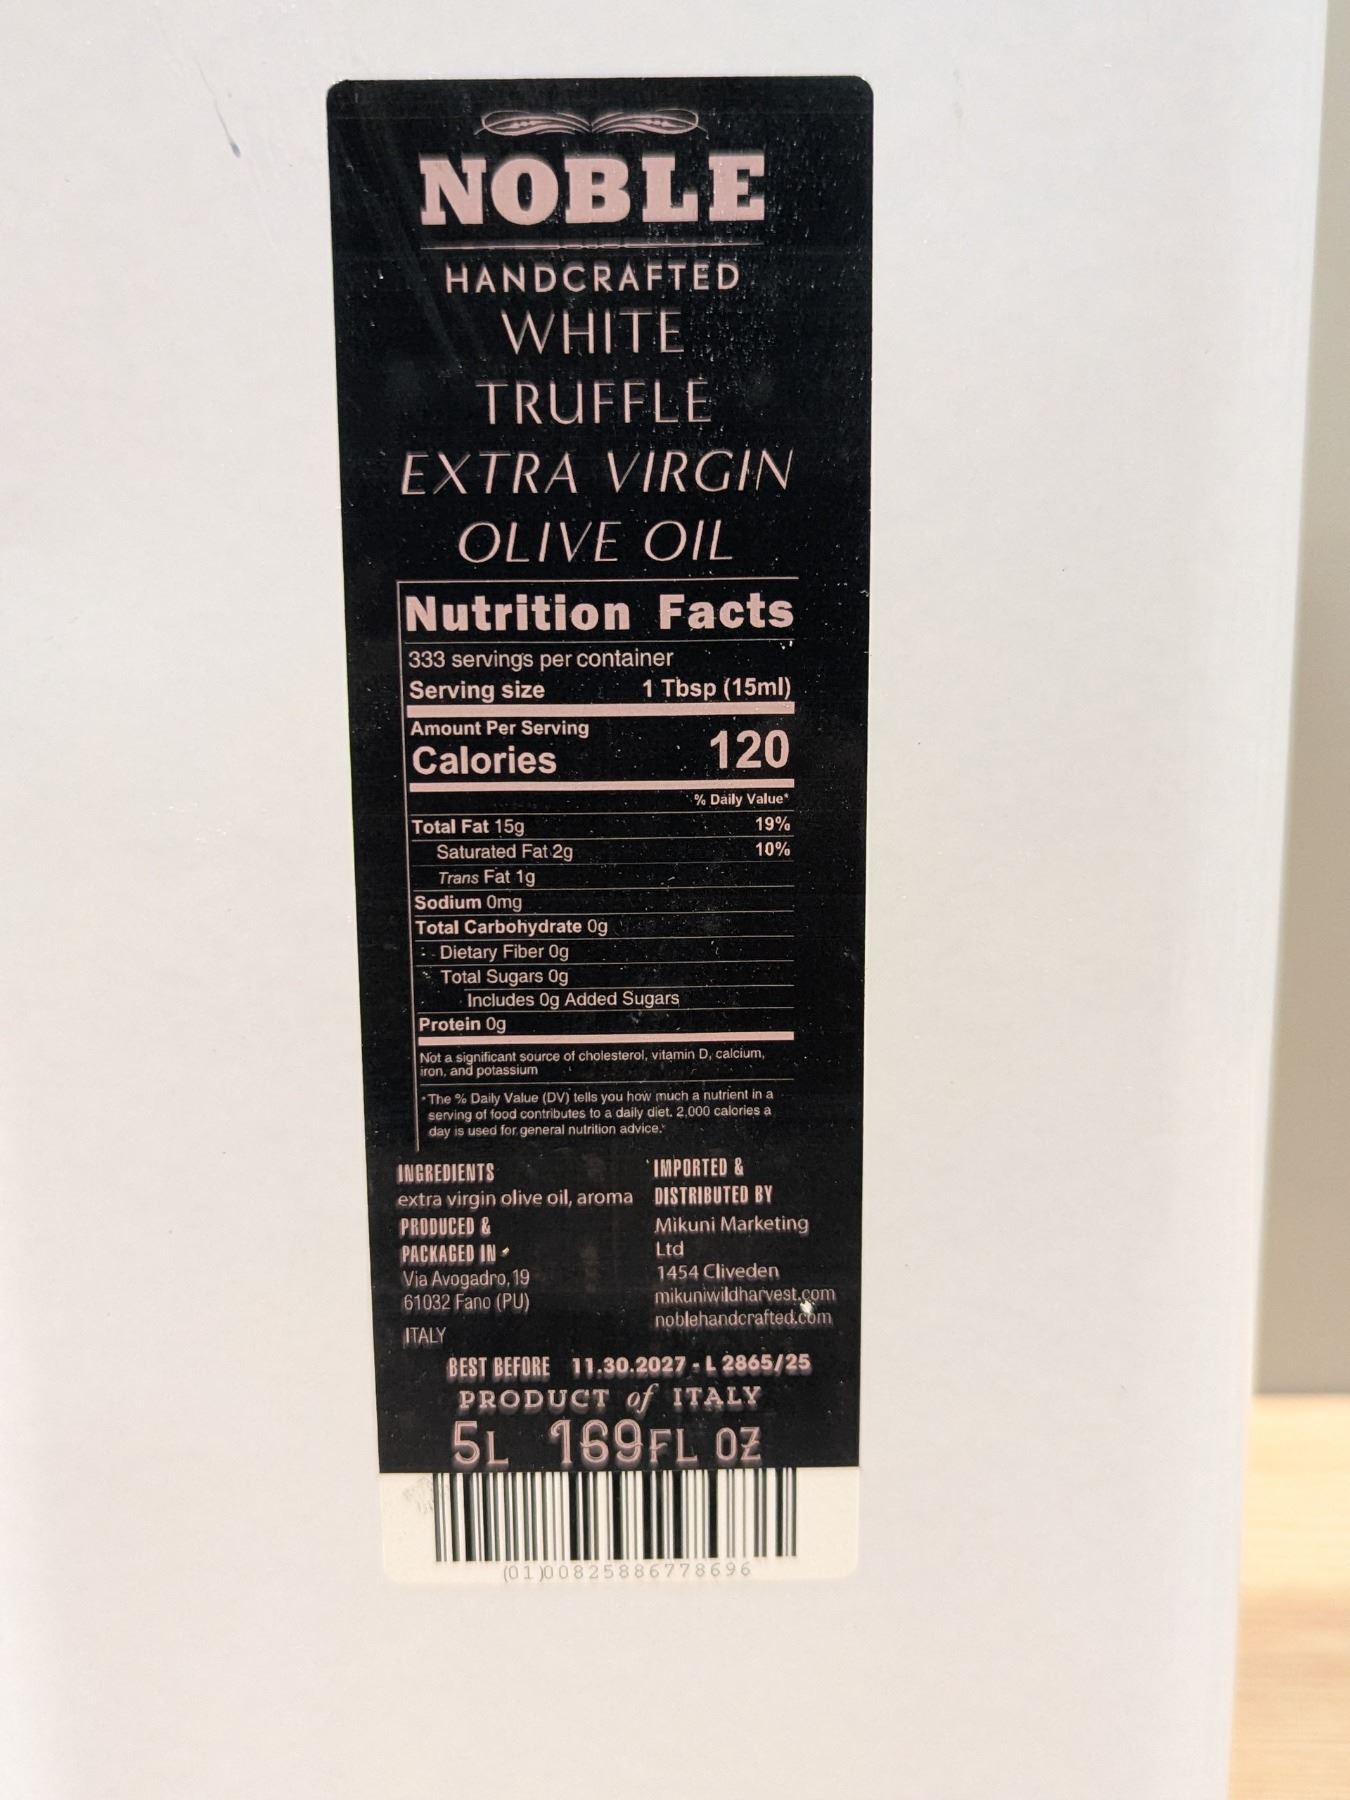 NOBLE
HANDCRAFTED
WHITE
TRUFFLE
EXTRA VIRGIN
OLIVE OIL
Nutrition Facts
333 servings per container
Serving size 1 Tbsp (15ml)
Amount Per Serving
Calories 120
% Daily Value*
Total Fat 15g 19%
Saturated Fat 2g 10%
Trans Fat 1g
Sodium 0mg
Total Carbohydrate 0g
Dietary Fiber 0g
Total Sugars 0g
Includes 0g Added Sugars
Protein 0g
Not a significant source of cholesterol, vitamin D, calcium,
iron, and potassium
*The % Daily Value (DV) tells you how much a nutrient in a
serving of food contributes to a daily diet. 2,000 calories a
day is used for general nutrition advice.
INGREDIENTS
extra virgin olive oil, aroma
PRODUCED &
PACKAGED IN
Via Avogadro, 19
61032 Fano (PU)
ITALY
IMPORTED &
DISTRIBUTED BY
Mikuni Marketing
Ltd
1454 Cliveden
mikuniwildharvest.com
noblehandcrafted.com
BEST BEFORE 11.30.2027 - L 2865/25
PRODUCT of ITALY
5L 169FL OZ
(01)00825886778696